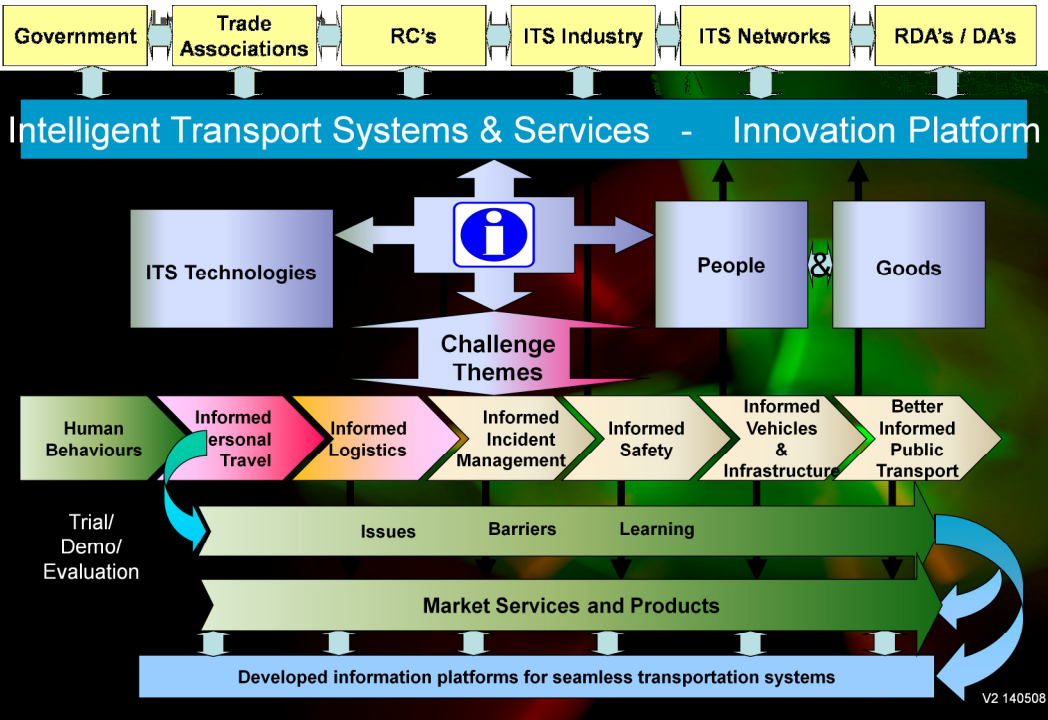 Government
Trade
Associations
RC's
ITS Industry
ITS Networks
RDA's / DA's
Intelligent Transport Systems & Services - Innovation Platform
i
ITS Technologies
People
&
Goods
Challenge
Themes
Human
Behaviours
Informed
ersonal
Travel
Informed
Logistics
Informed
Incident
Management
Informed
Safety
Informed
Vehicles
&
Infrastructure
Better
Informed
Public
Transport
Trial/
Demo/
Evaluation
Issues
Barriers
Learning
Market Services and Products
Developed information platforms for seamless transportation systems
V2 140508